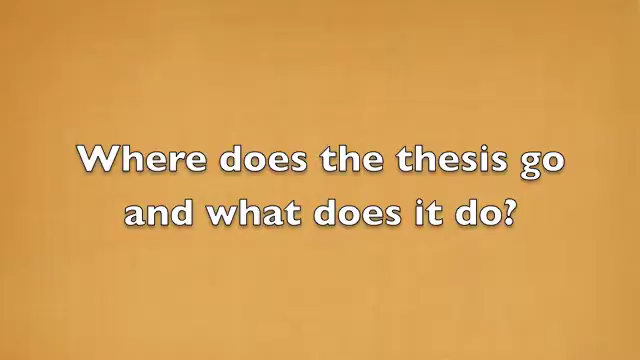 Where does the thesis go
and what does it do?